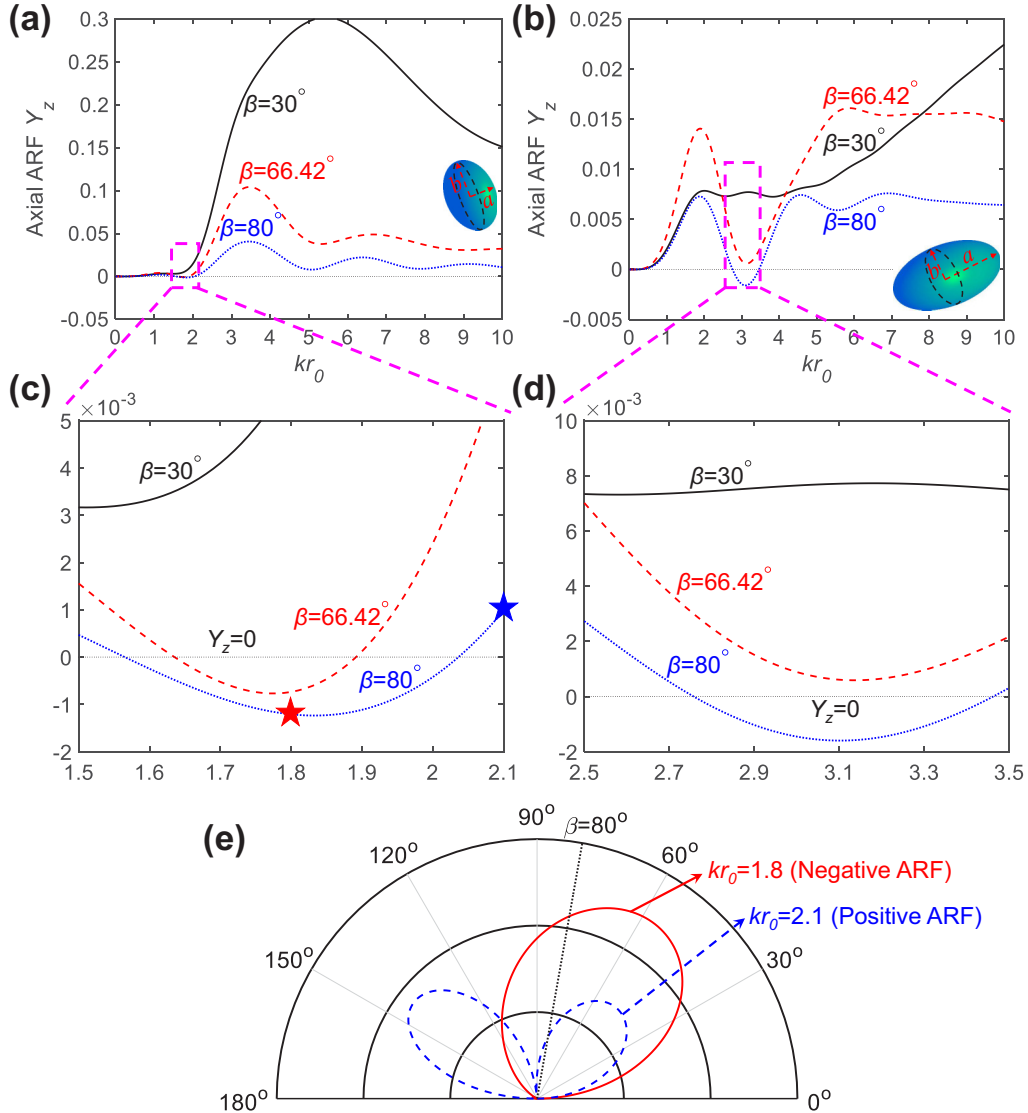 (a)
Axial ARF Y_z
0.3
0.25
0.2
0.15
0.1
0.05
0
-0.05
β=30°
β=66.42°
β=80°
b
a
0 1 2 3 4 5 6 7 8 9 10
kr_0
(b)
Axial ARF Y_z
0.025
0.02
0.015
0.01
0.005
0
-0.005
β=66.42°
β=30°
β=80°
b
a
0 1 2 3 4 5 6 7 8 9 10
kr_0
(c)
×10^-3
5
4
3
2
1
0
-1
-2
β=30°
β=66.42°
Y_z=0
β=80°
1.5 1.6 1.7 1.8 1.9 2 2.1
(d)
×10^-3
10
8
6
4
2
0
-2
β=30°
β=66.42°
β=80°
Y_z=0
2.5 2.7 2.9 3.1 3.3 3.5
(e)
90°
β=80°
120°
60°
kr_0=1.8 (Negative ARF)
kr_0=2.1 (Positive ARF)
150°
30°
180°
0°